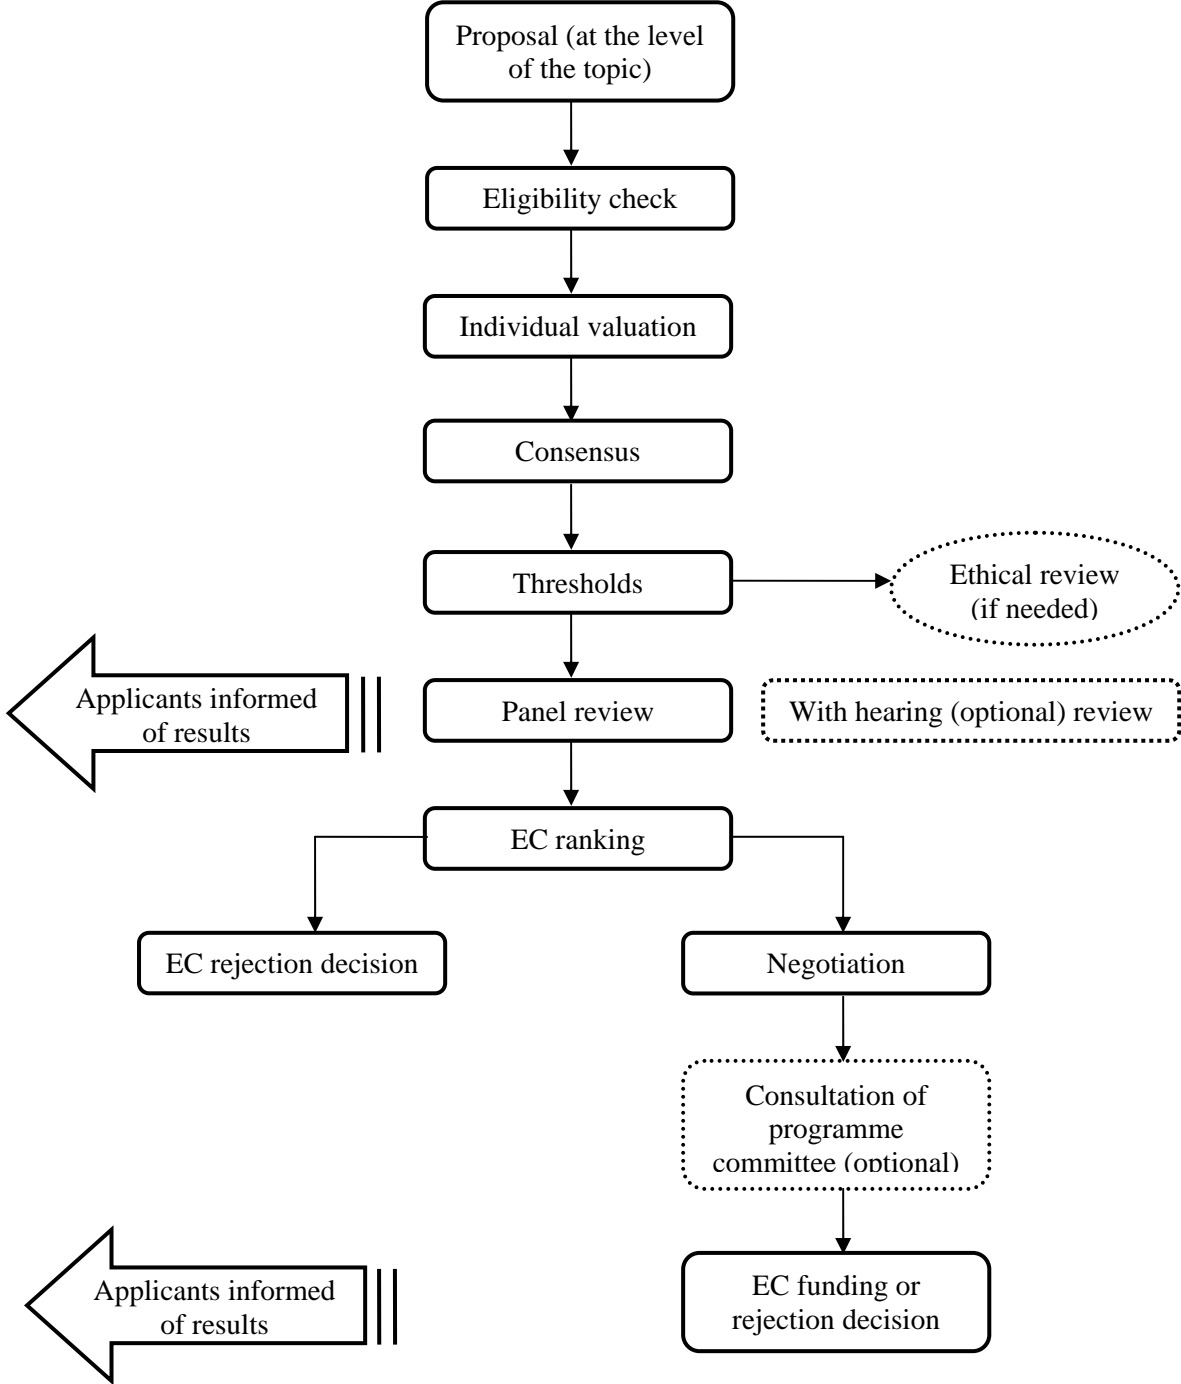 Proposal (at the level
of the topic)
Eligibility check
Individual valuation
Consensus
Thresholds
Ethical review
(if needed)
Applicants informed
of results
Panel review
With hearing (optional) review
EC ranking
EC rejection decision
Negotiation
Consultation of
programme
committee (optional)
Applicants informed
of results
EC funding or
rejection decision